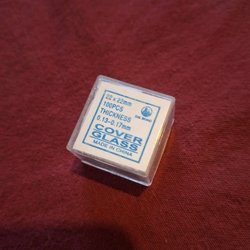 22 x 22mm
100PCS
THICKNESS
0.13-0.17mm
COVER
GLASS
MADE IN CHINA